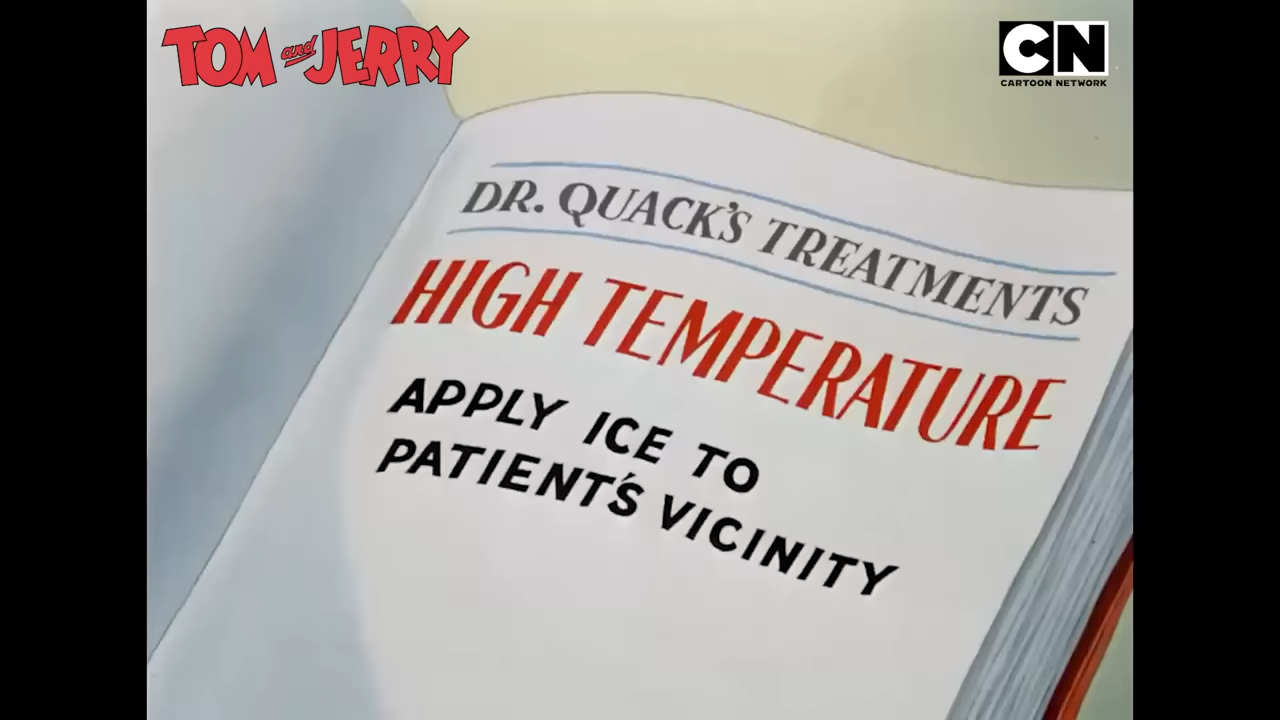 TOM and JERRY
CN
CARTOON NETWORK
DR. QUACK'S TREATMENTS
HIGH TEMPERATURE
APPLY ICE TO
PATIENT'S VICINITY